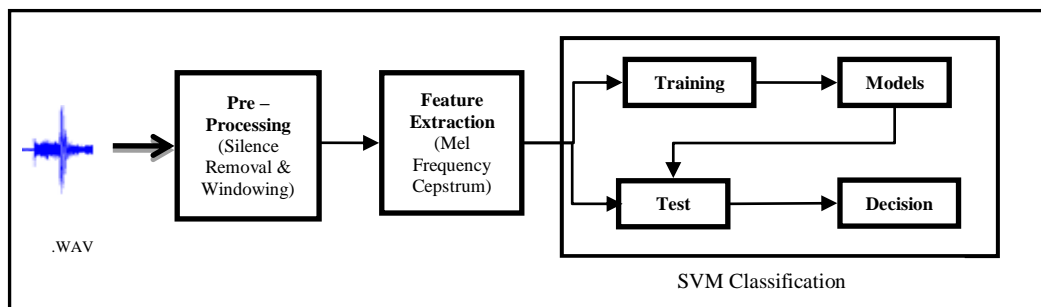 .WAV
Pre –
Processing
(Silence
Removal &
Windowing)
Feature
Extraction
(Mel
Frequency
Cepstrum)
Training
Models
Test
Decision
SVM Classification